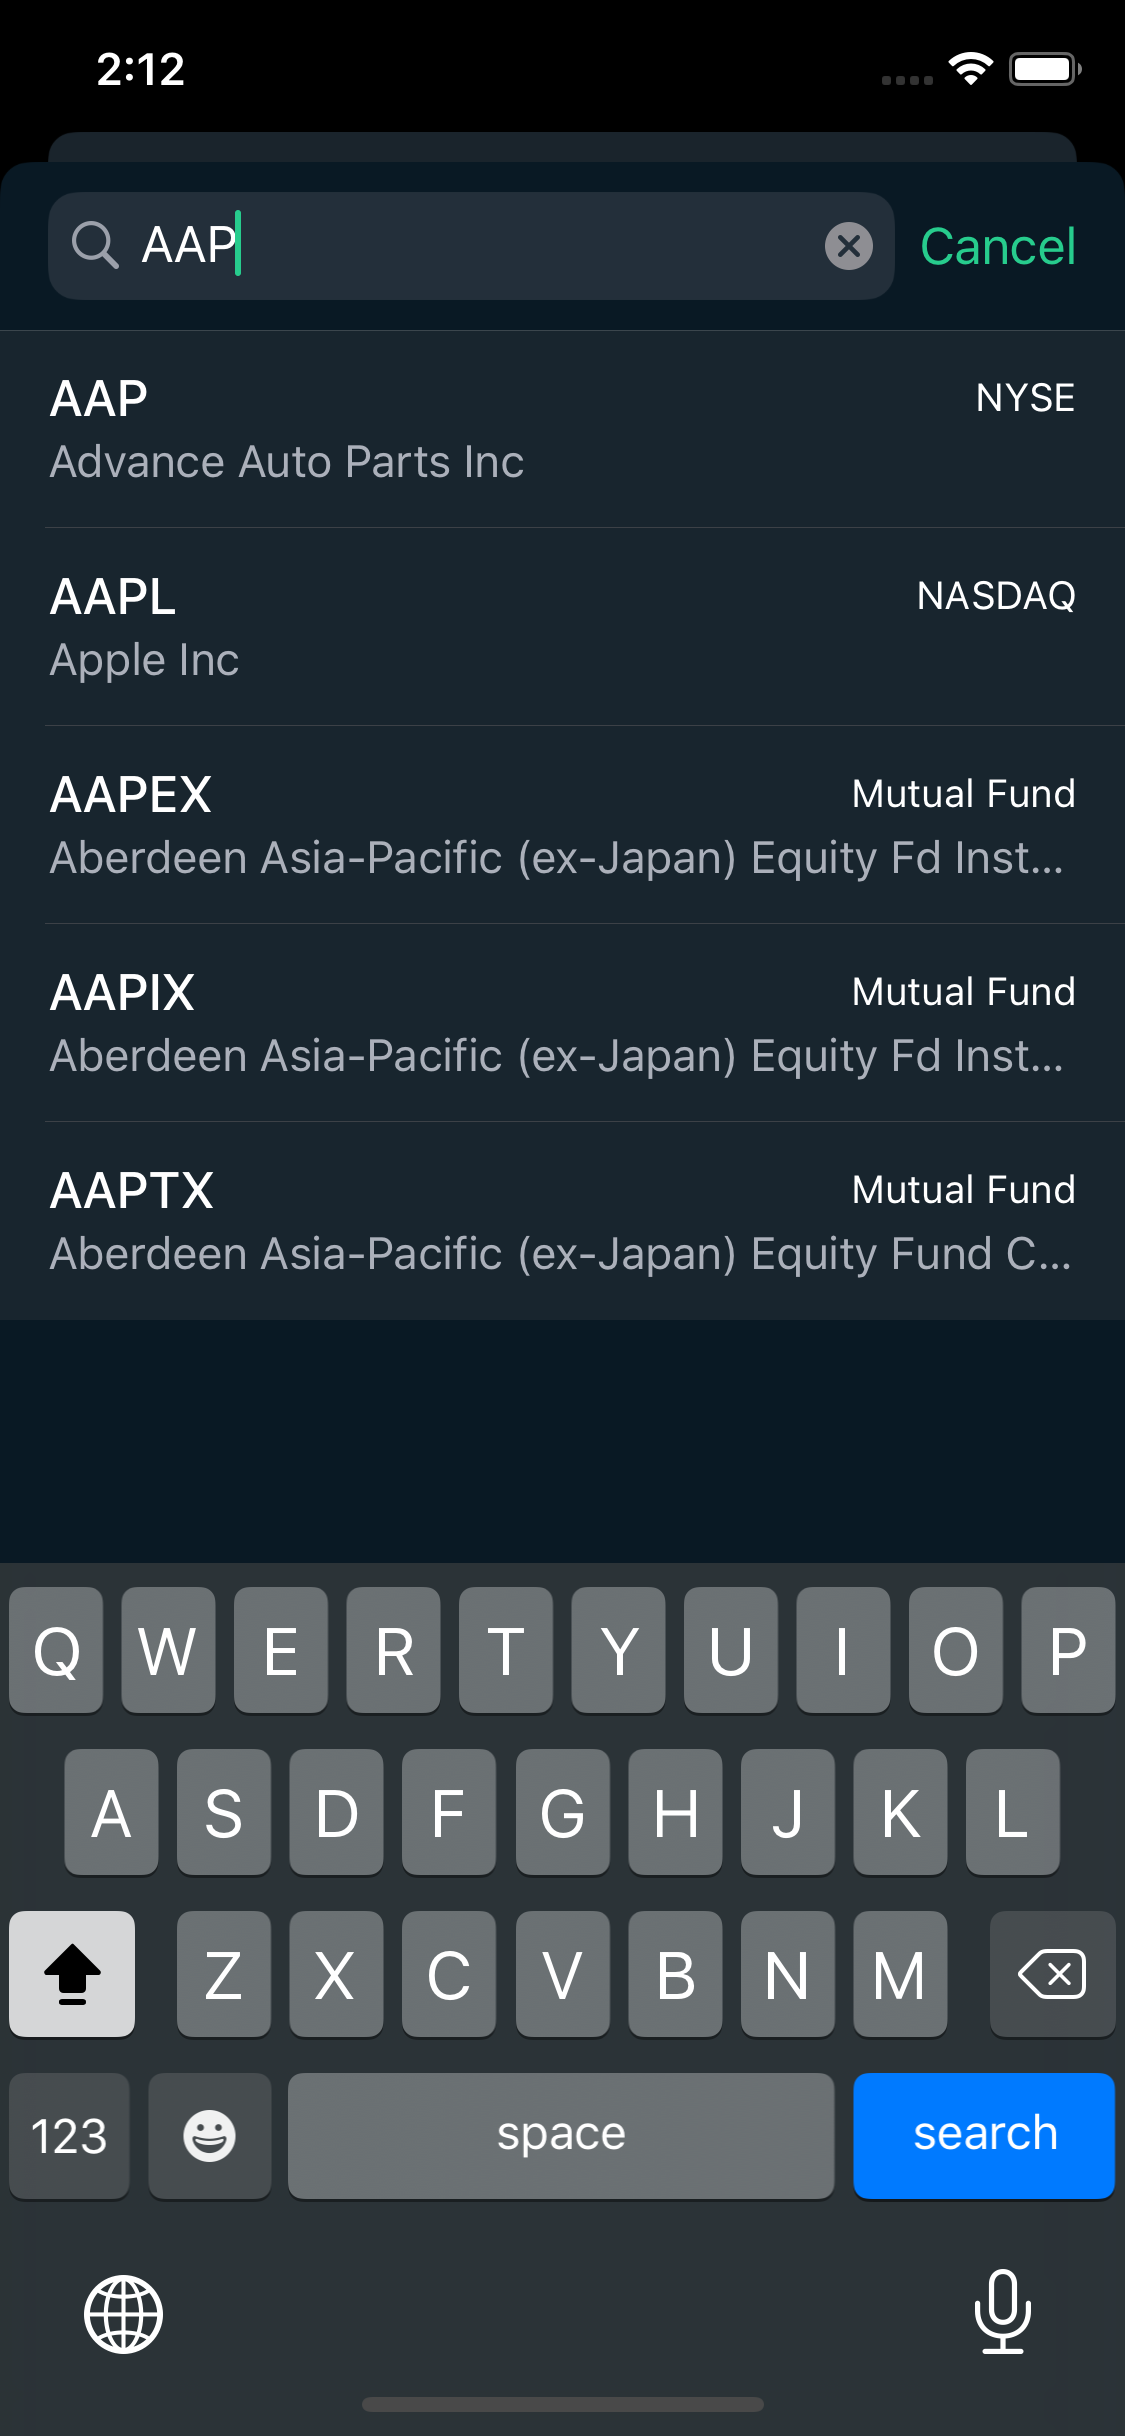 2:12
AAP
Cancel
AAP NYSE
Advance Auto Parts Inc
AAPL NASDAQ
Apple Inc
AAPEX Mutual Fund
Aberdeen Asia-Pacific (ex-Japan) Equity Fd Inst...
AAPIX Mutual Fund
Aberdeen Asia-Pacific (ex-Japan) Equity Fd Inst...
AAPTX Mutual Fund
Aberdeen Asia-Pacific (ex-Japan) Equity Fund C...
Q W E R T Y U I O P
A S D F G H J K L
Z X C V B N M
123 space search